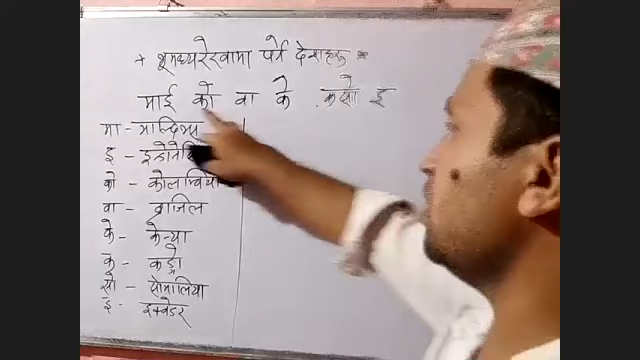 + भूमध्यरेखामा पर्ने देशहरू =
माई को वा के कसो इ
मा - माल्दिभ्स
इ - इन्डोने
को - कोलम्बिया
वा - ब्राजिल
के - केन्या
क - कङ्गो
सो - सोमालिया
इ - इक्वेडर